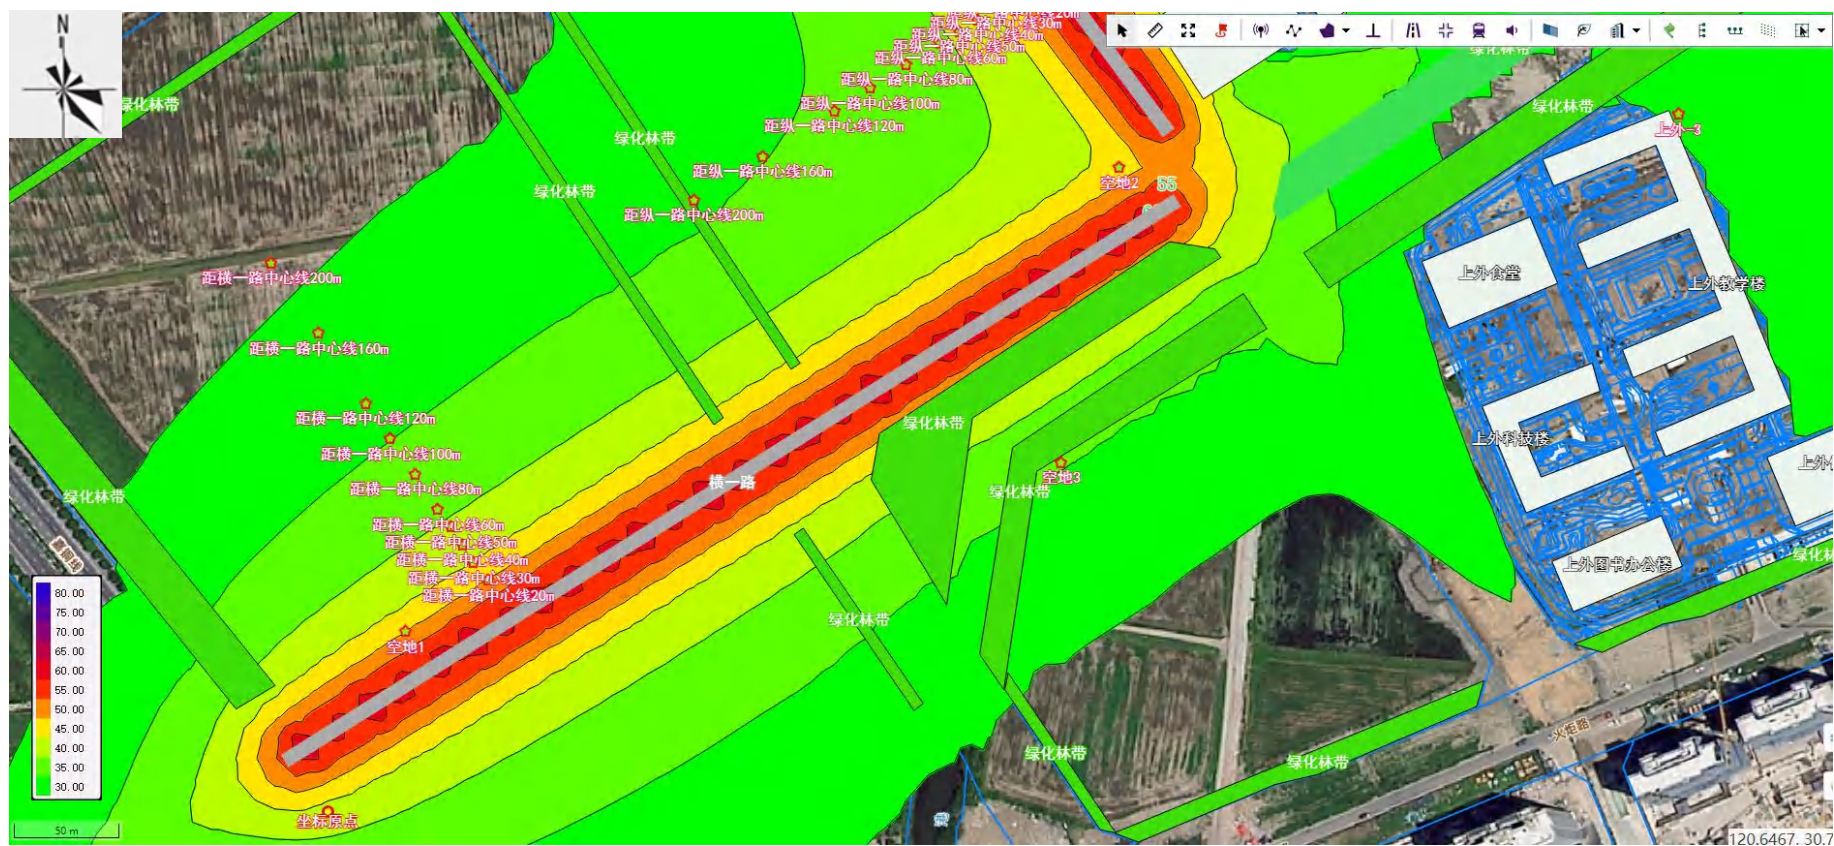 N
距纵一路中心线30m
距纵一路中心线40m
距纵一路中心线50m
距纵一路中心线60m
距纵一路中心线80m
距纵一路中心线100m
距纵一路中心线120m
距纵一路中心线160m
距纵一路中心线200m
绿化林带
绿化林带
绿化林带
绿化林带
绿化林带
上外-3
空地2
55
上外食堂
上外教学楼
距横一路中心线200m
距横一路中心线160m
距横一路中心线120m
距横一路中心线100m
距横一路中心线80m
距横一路中心线60m
距横一路中心线50m
距横一路中心线40m
距横一路中心线30m
距横一路中心线20m
绿化林带
上外科技楼
横一路
空地3
绿化林带
绿化林带
上外图书办公楼
绿化林带
空地1
绿化林带
绿化林带
火炬路
80.00
75.00
70.00
65.00
60.00
55.00
50.00
45.00
40.00
35.00
30.00
坐标原点
50 m
120.6467, 30.7